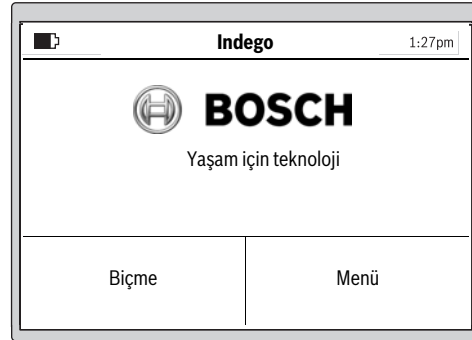 Indego
1:27pm
BOSCH
Yaşam için teknoloji
Biçme
Menü